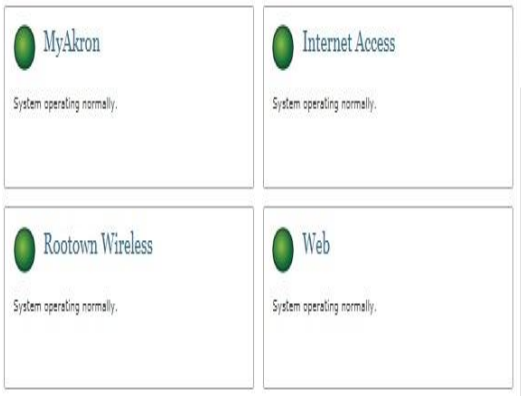 MyAkron
System operating normally.
Internet Access
System operating normally.
Rootown Wireless
System operating normally.
Web
System operating normally.